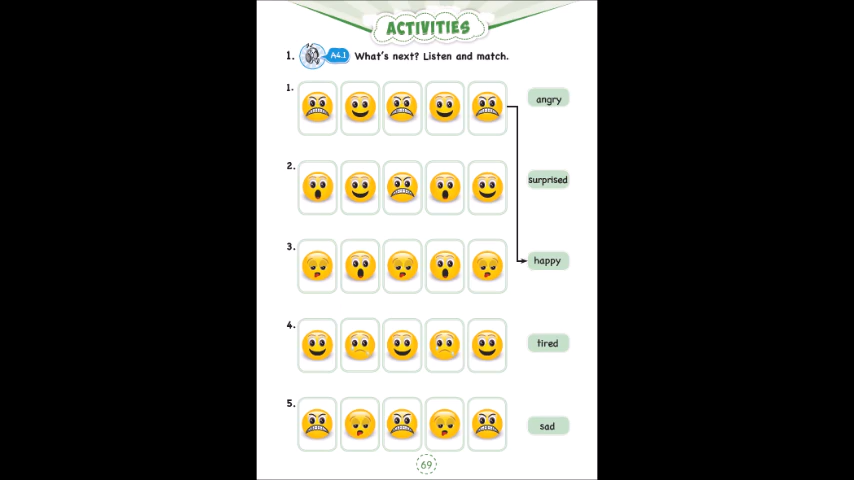 ACTIVITIES
1. A4.1 What's next? Listen and match.
1.
angry
2.
surprised
3.
happy
4.
tired
5.
sad
69